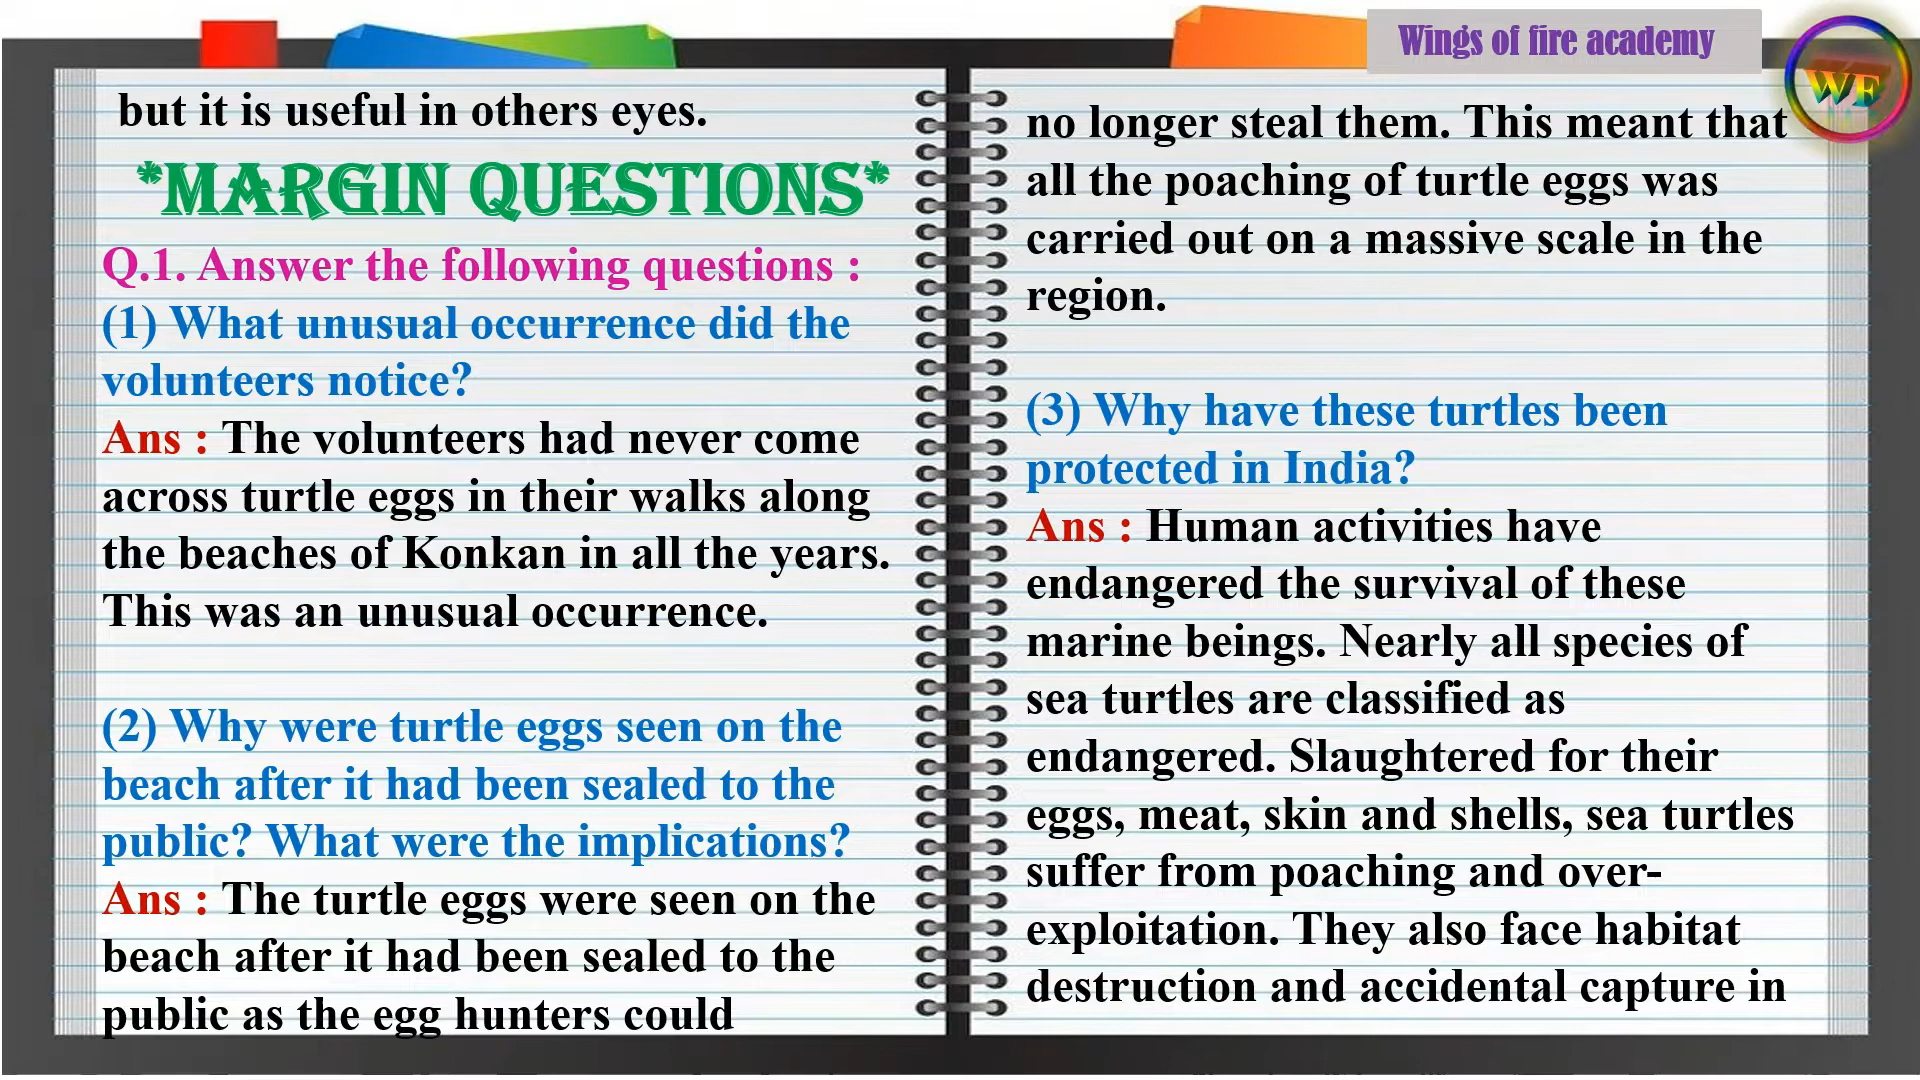 Wings of fire academy
WF
but it is useful in others eyes.
*MARGIN QUESTIONS*
Q.1. Answer the following questions :
(1) What unusual occurrence did the
volunteers notice?
Ans : The volunteers had never come
across turtle eggs in their walks along
the beaches of Konkan in all the years.
This was an unusual occurrence.
(2) Why were turtle eggs seen on the
beach after it had been sealed to the
public? What were the implications?
Ans : The turtle eggs were seen on the
beach after it had been sealed to the
public as the egg hunters could
no longer steal them. This meant that
all the poaching of turtle eggs was
carried out on a massive scale in the
region.
(3) Why have these turtles been
protected in India?
Ans : Human activities have
endangered the survival of these
marine beings. Nearly all species of
sea turtles are classified as
endangered. Slaughtered for their
eggs, meat, skin and shells, sea turtles
suffer from poaching and over-
exploitation. They also face habitat
destruction and accidental capture in